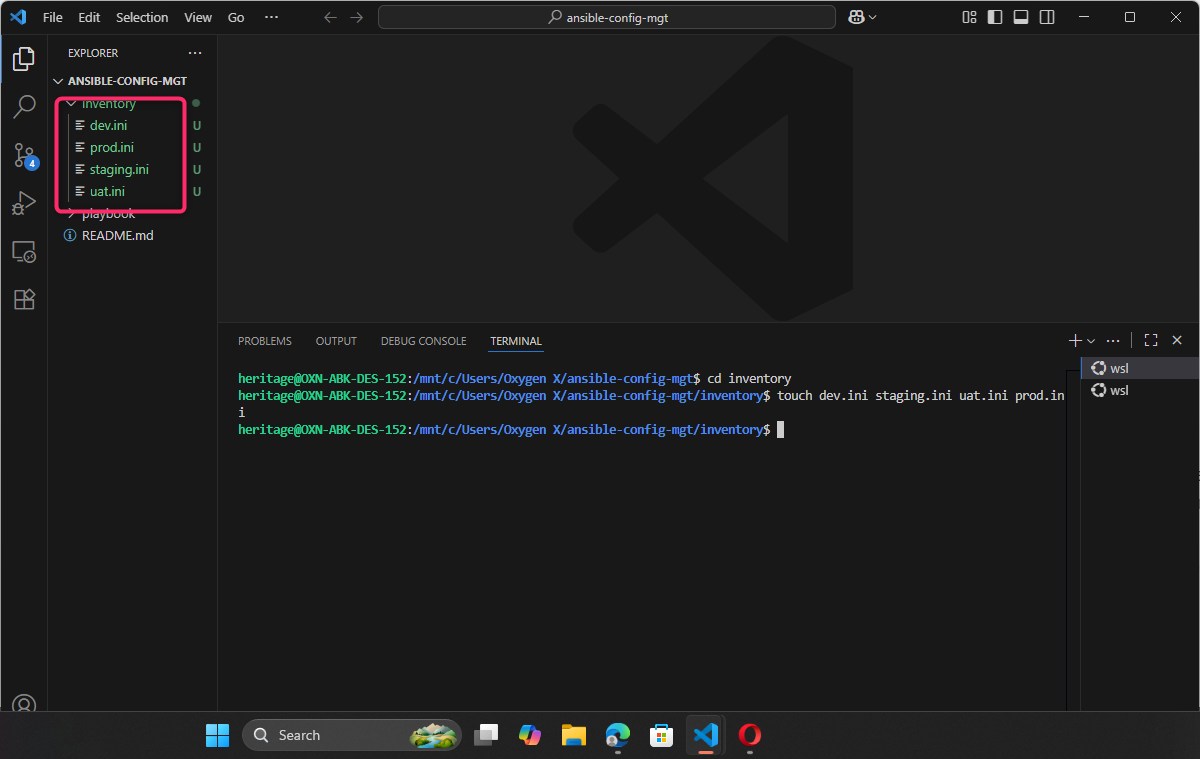 File Edit Selection View Go ···
ansible-config-mgt
EXPLORER
ANSIBLE-CONFIG-MGT
inventory
dev.ini U
prod.ini U
staging.ini U
uat.ini U
playbook
README.md
4
PROBLEMS OUTPUT DEBUG CONSOLE TERMINAL
heritage@OXN-ABK-DES-152:/mnt/c/Users/Oxygen X/ansible-config-mgt$ cd inventory
heritage@OXN-ABK-DES-152:/mnt/c/Users/Oxygen X/ansible-config-mgt/inventory$ touch dev.ini staging.ini uat.ini prod.in
i
heritage@OXN-ABK-DES-152:/mnt/c/Users/Oxygen X/ansible-config-mgt/inventory$
wsl
wsl
Search